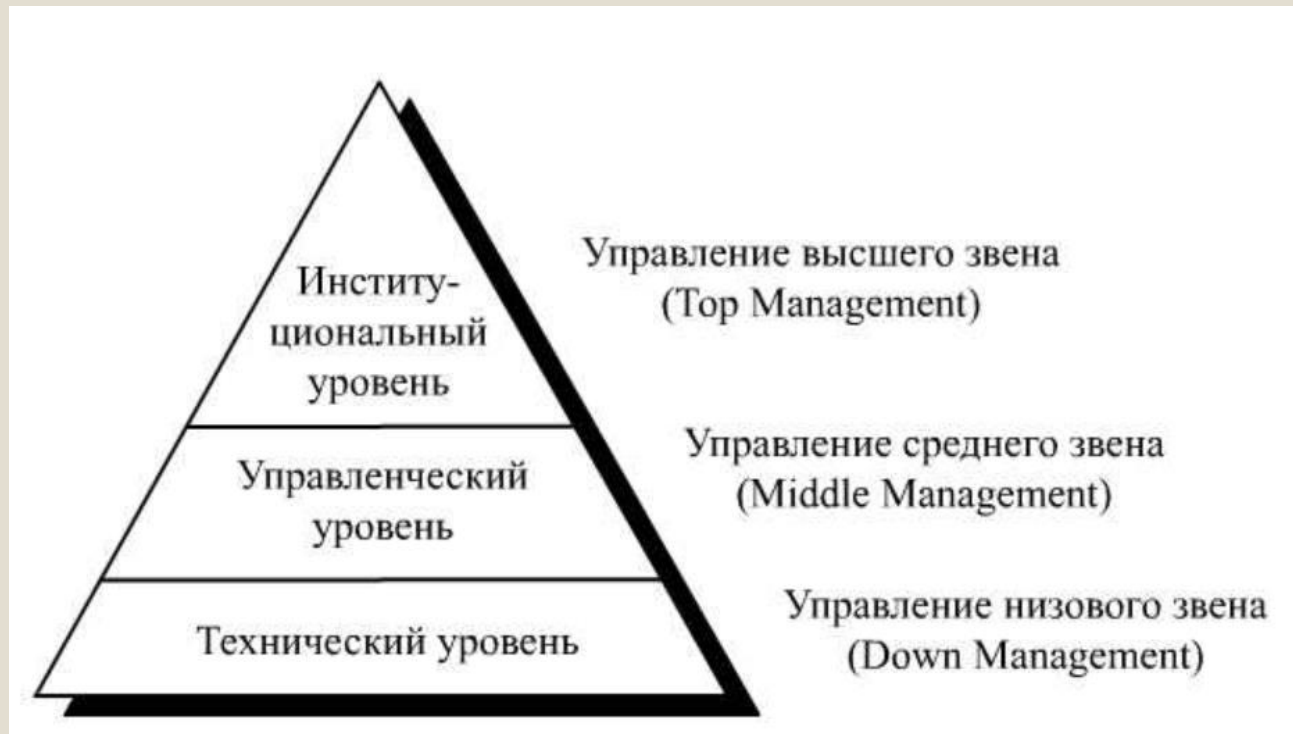 Институ-
циональный
уровень
Управление высшего звена
(Top Management)
Управленческий
уровень
Управление среднего звена
(Middle Management)
Технический уровень
Управление низового звена
(Down Management)